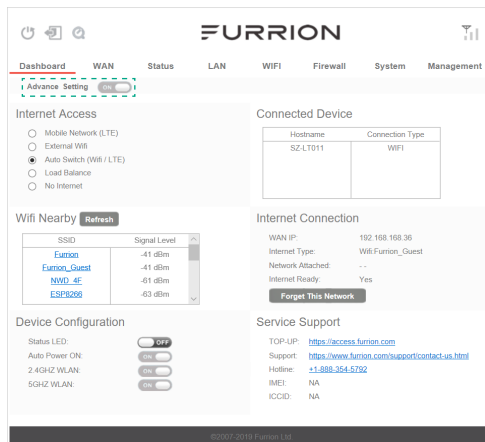 FURRION
Dashboard WAN Status LAN WIFI Firewall System Management
Advance Setting ON
Internet Access
Mobile Network (LTE)
External Wifi
Auto Switch (Wifi / LTE)
Load Balance
No Internet
Connected Device
Hostname Connection Type
SZ-LT011 WIFI
Wifi Nearby Refresh
SSID Signal Level
Furrion -41 dBm
Furrion_Guest -41 dBm
NWD_4F -61 dBm
ESP8266 -63 dBm
Internet Connection
WAN IP: 192.168.168.36
Internet Type: Wifi:Furrion_Guest
Network Attached: - -
Internet Ready: Yes
Forget This Network
Device Configuration
Status LED: OFF
Auto Power ON: ON
2.4GHZ WLAN: ON
5GHZ WLAN: ON
Service Support
TOP-UP: https://access.furrion.com
Support: https://www.furrion.com/support/contact-us.html
Hotline: +1-888-354-5792
IMEI: NA
ICCID: NA
©2007-2019 Furrion Ltd.